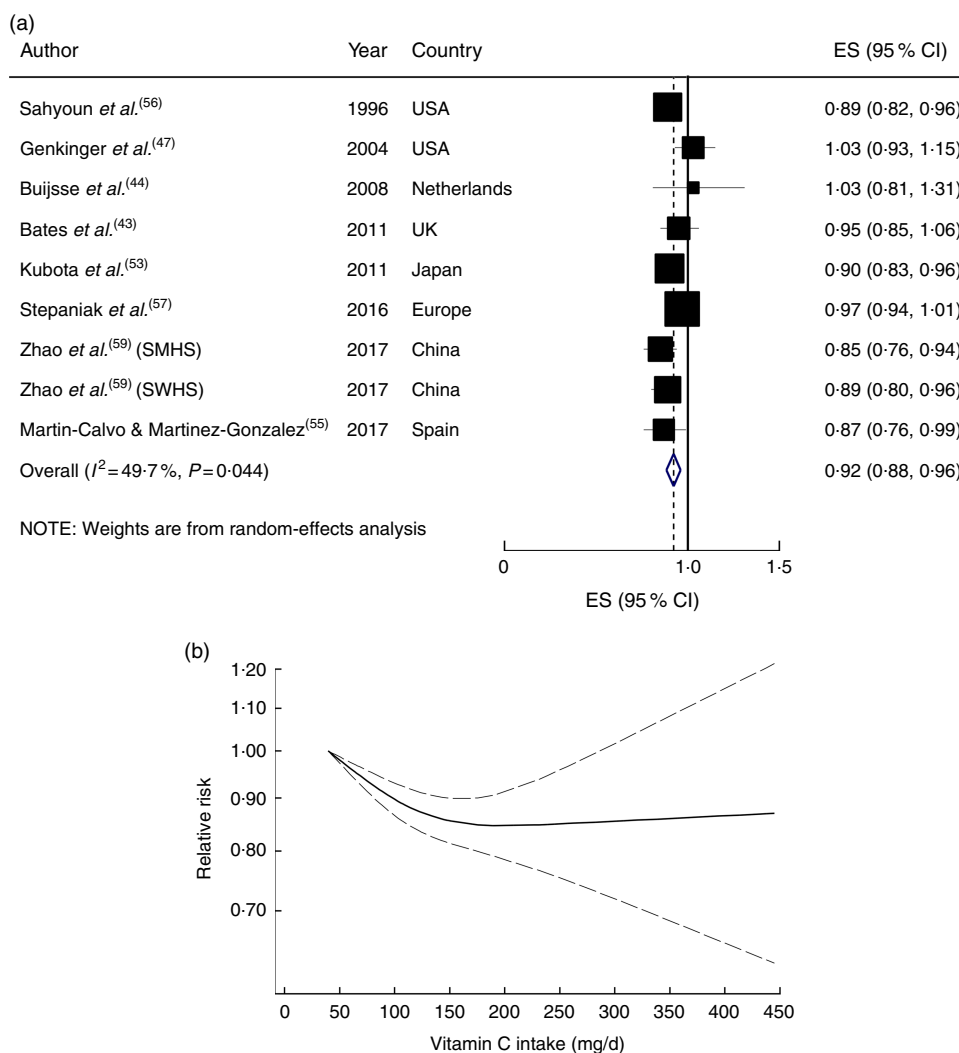 (a)
Author Year Country ES (95 % CI)
Sahyoun et al.(56) 1996 USA 0·89 (0·82, 0·96)
Genkinger et al.(47) 2004 USA 1·03 (0·93, 1·15)
Buijsse et al.(44) 2008 Netherlands 1·03 (0·81, 1·31)
Bates et al.(43) 2011 UK 0·95 (0·85, 1·06)
Kubota et al.(53) 2011 Japan 0·90 (0·83, 0·96)
Stepaniak et al.(57) 2016 Europe 0·97 (0·94, 1·01)
Zhao et al.(59) (SMHS) 2017 China 0·85 (0·76, 0·94)
Zhao et al.(59) (SWHS) 2017 China 0·89 (0·80, 0·96)
Martin-Calvo & Martinez-Gonzalez(55) 2017 Spain 0·87 (0·76, 0·99)
Overall (I2=49·7 %, P=0·044) 0·92 (0·88, 0·96)
NOTE: Weights are from random-effects analysis
0 1·0 1·5
ES (95 % CI)
(b)
1·20
1·10
1·00
0·90
0·80
0·70
Relative risk
0 50 100 150 200 250 300 350 400 450
Vitamin C intake (mg/d)